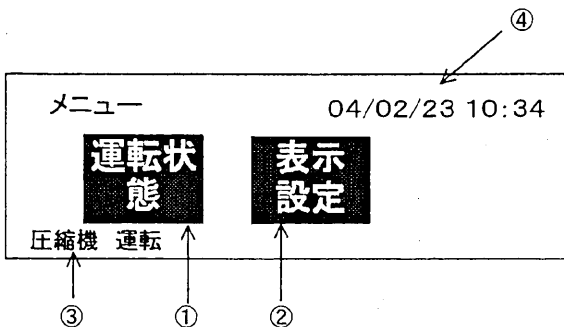 ④
メニュー 04/02/23 10:34
運転状 表示
態 設定
圧縮機 運転
③ ① ②